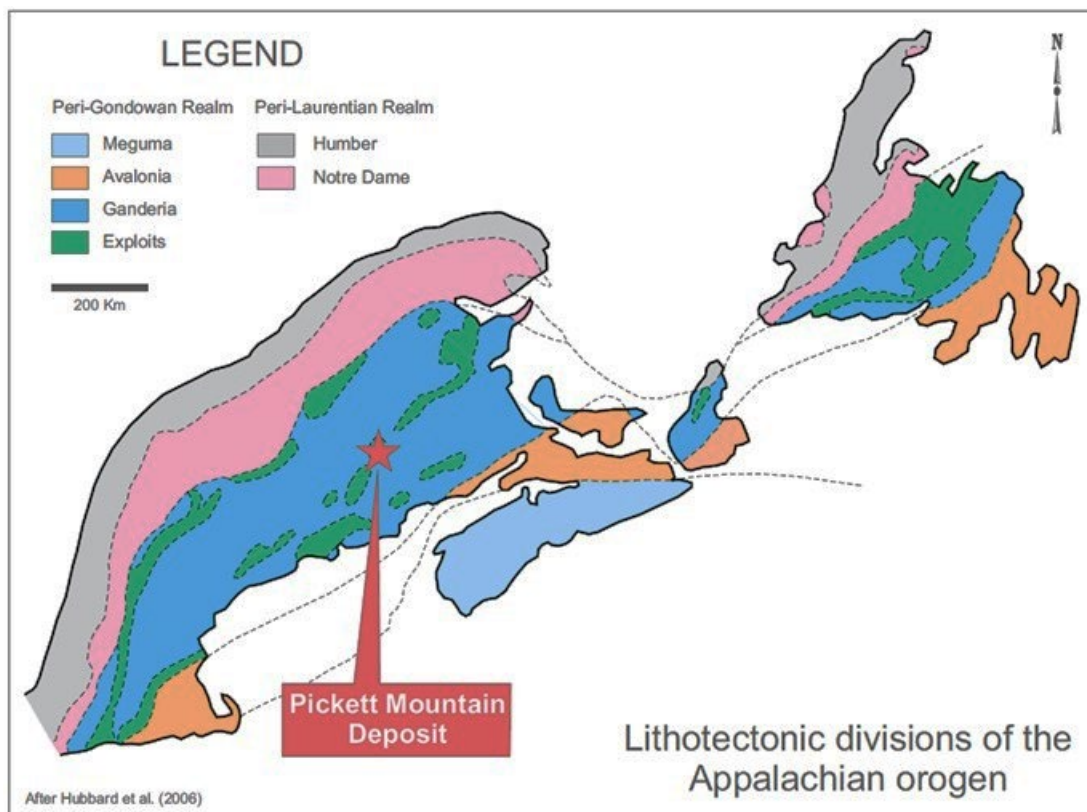 LEGEND
Peri-Gondowan Realm
Meguma
Avalonia
Ganderia
Exploits
Peri-Laurentian Realm
Humber
Notre Dame
200 Km
N
Pickett Mountain
Deposit
Lithotectonic divisions of the
Appalachian orogen
After Hubbard et al. (2006)